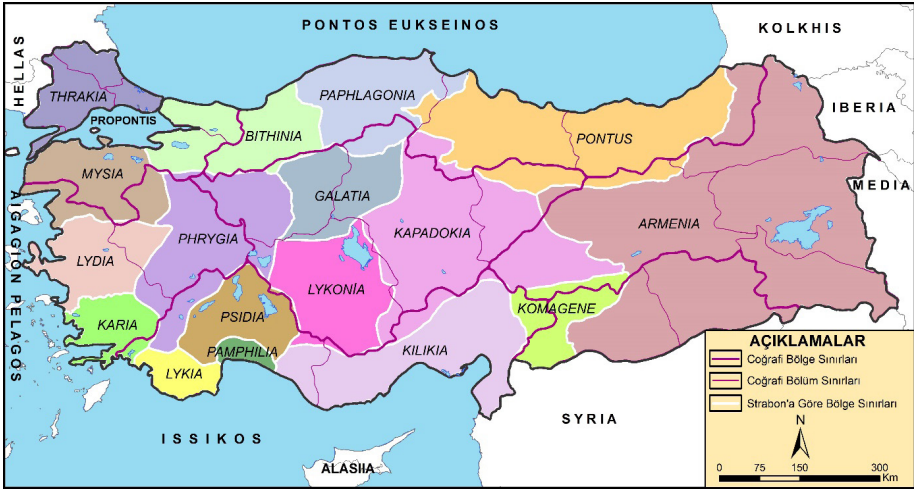 PONTOS EUKSEINOS
KOLKHIS
HELLAS
THRAKIA
PAPHLAGONIA
IBERIA
PROPONTIS
BITHINIA
PONTUS
MYSIA
MEDIA
GALATIA
AIGAGION PELAGOS
PHRYGIA
KAPADOKIA
ARMENIA
LYDIA
LYKONİA
KOMAGENE
PSIDIA
KARIA
PAMPHILIA
KILIKIA
LYKIA
SYRIA
ISSIKOS
ALASIIA
AÇIKLAMALAR
Coğrafi Bölge Sınırları
Coğrafi Bölüm Sınırları
Strabon'a Göre Bölge Sınırları
N
0 75 150 300
Km